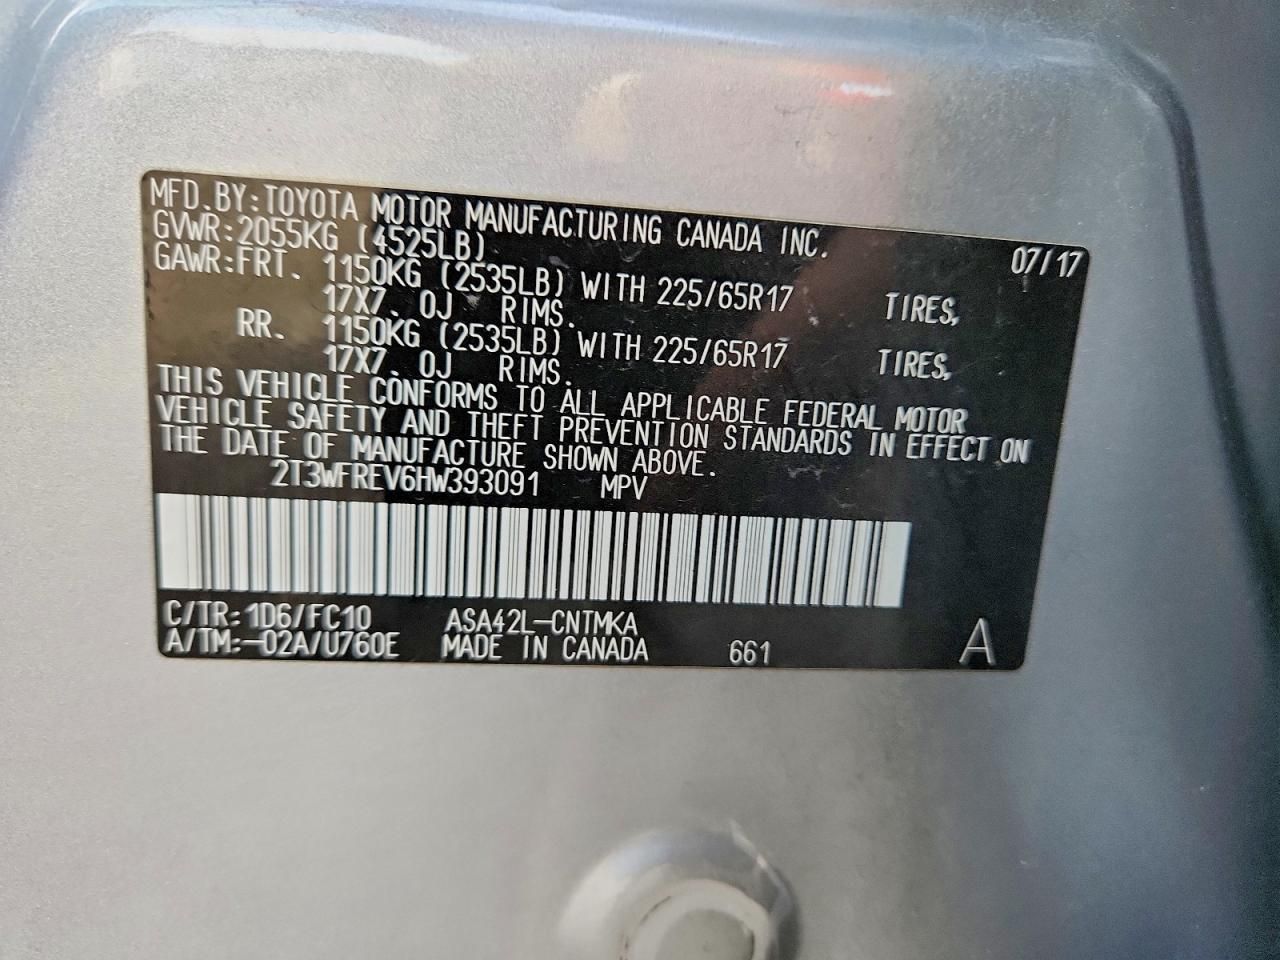 MFD.BY:TOYOTA MOTOR MANUFACTURING CANADA INC. 07/17
GVWR:2055KG (4525LB)
GAWR:FRT. 1150KG (2535LB) WITH 225/65R17 TIRES,
17X7.0J RIMS.
RR. 1150KG (2535LB) WITH 225/65R17 TIRES,
17X7.0J RIMS.
THIS VEHICLE CONFORMS TO ALL APPLICABLE FEDERAL MOTOR
VEHICLE SAFETY AND THEFT PREVENTION STANDARDS IN EFFECT ON
THE DATE OF MANUFACTURE SHOWN ABOVE.
2T3WFREV6HW393091 MPV
C/TR:1D6/FC10 ASA42L-CNTMKA
A/TM:-02A/U760E MADE IN CANADA 661 A